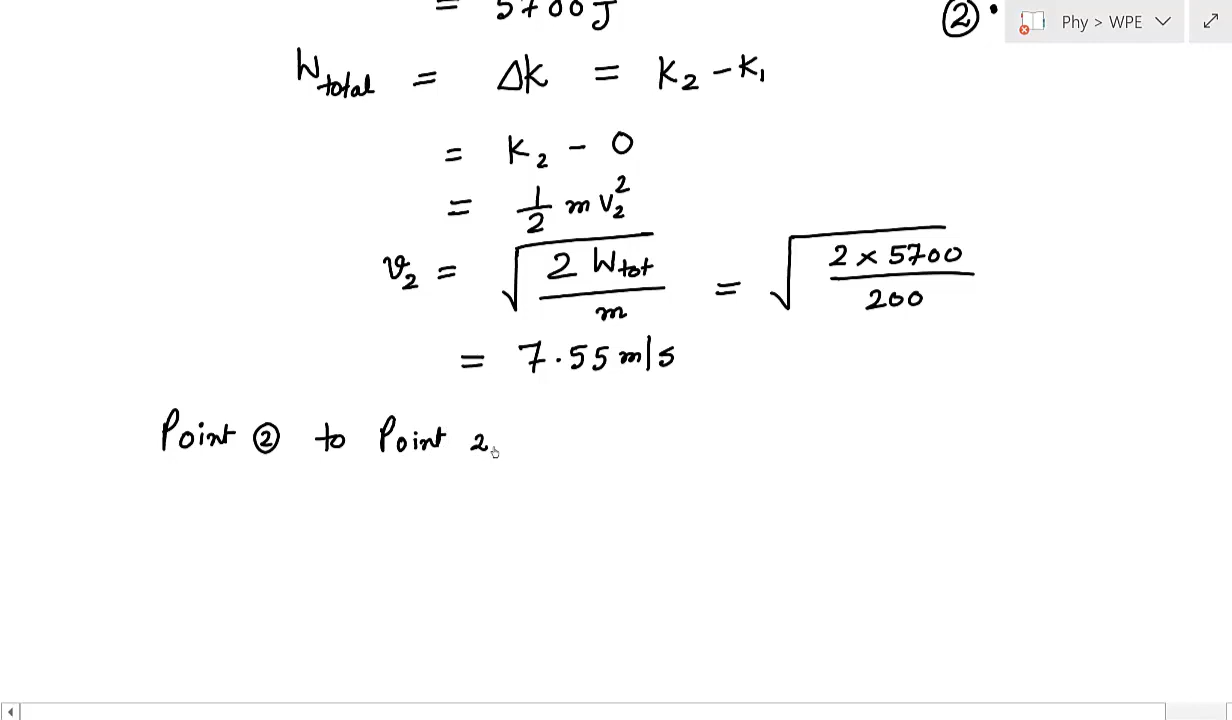 = 5700J
② •
Phy > WPE
W_total = Δk = K₂ - K₁
= K₂ - 0
= 1/2 m v₂²
v₂ = √(2 W_tot / m) = √(2 × 5700 / 200)
= 7.55 m/s
Point ② to Point 2